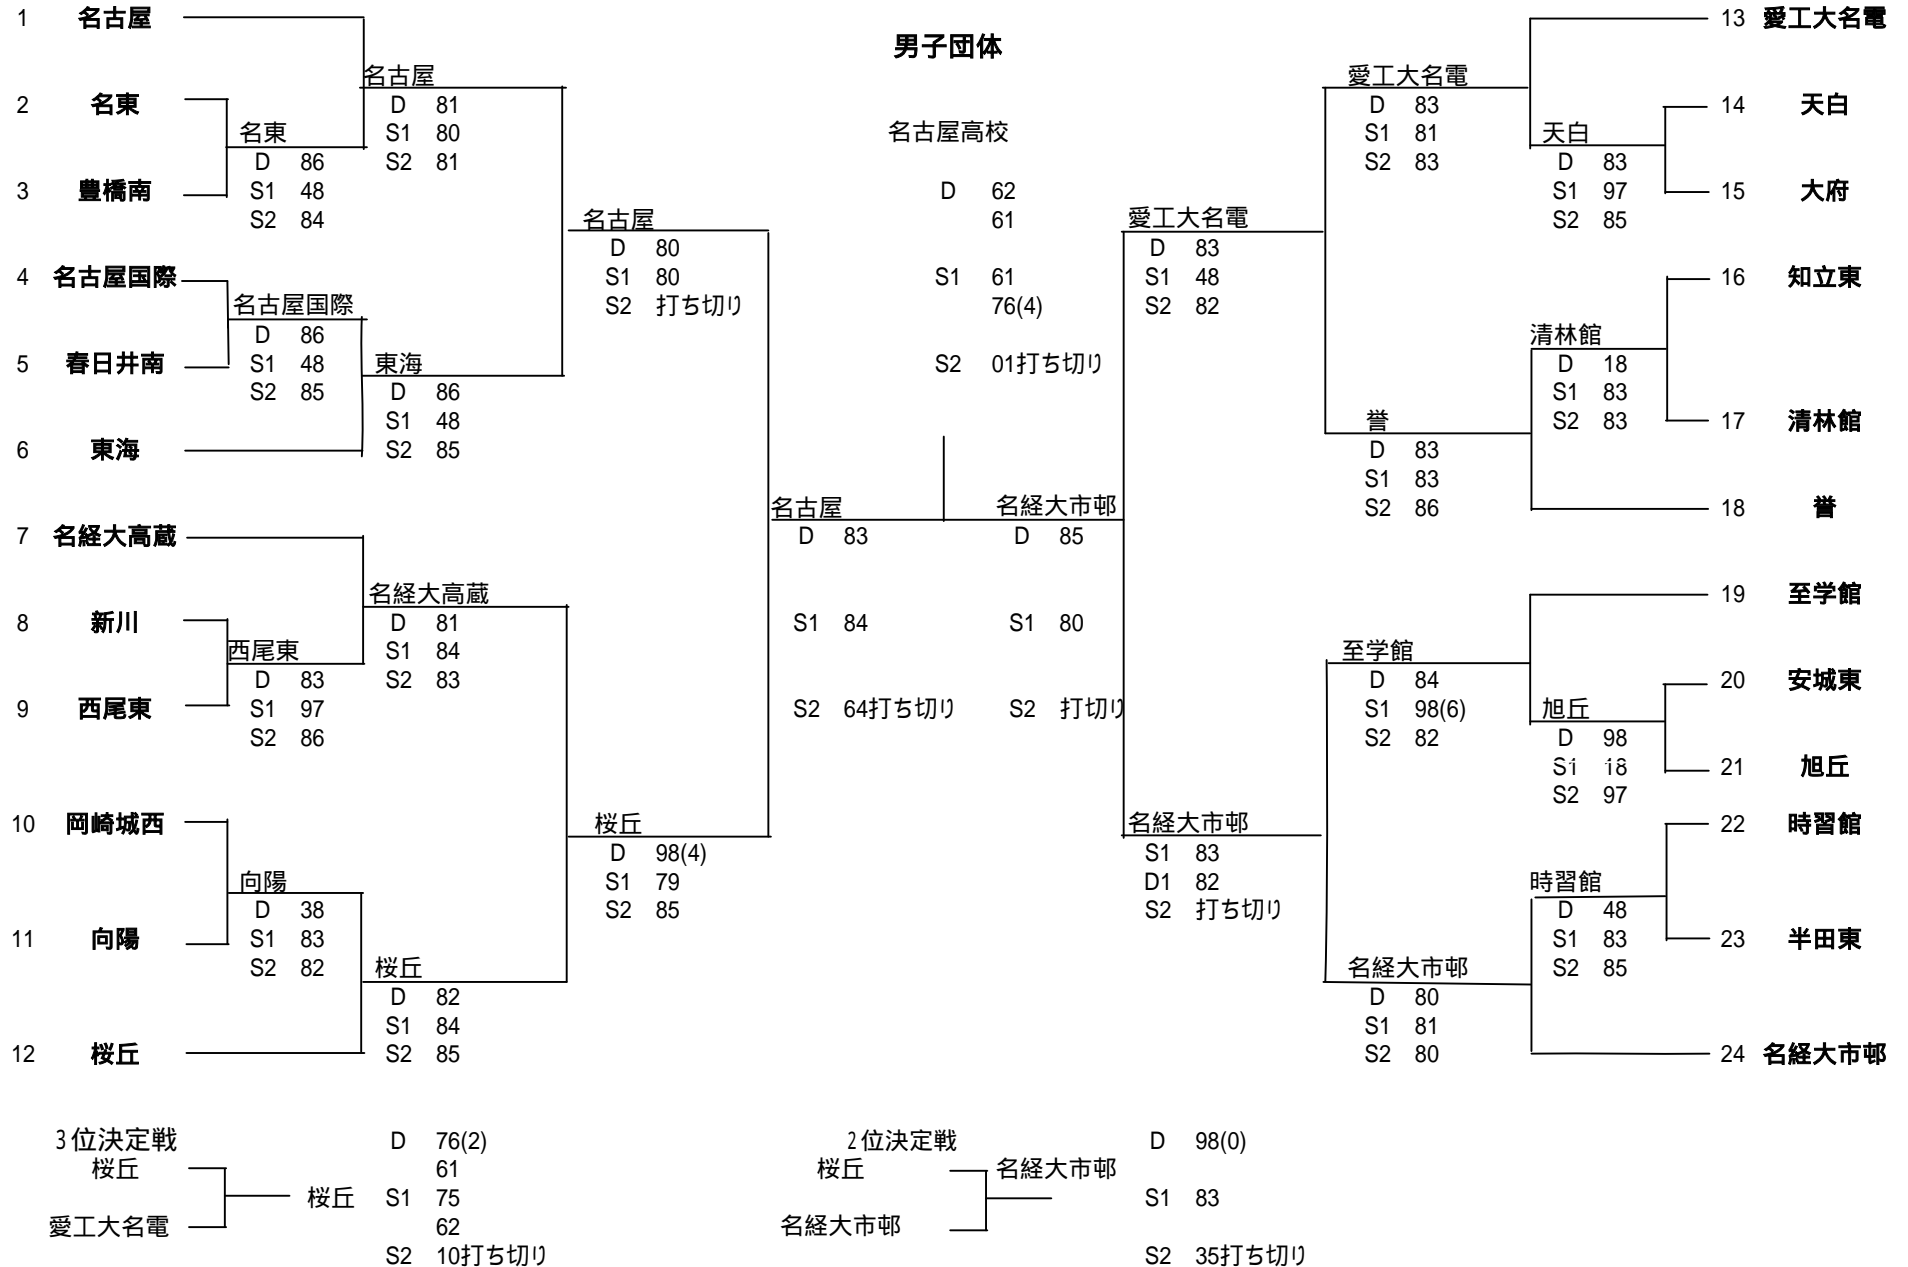 男子団体
1 名古屋
2 名東
3 豊橋南
4 名古屋国際
5 春日井南
6 東海
7 名経大高蔵
8 新川
9 西尾東
10 岡崎城西
11 向陽
12 桜丘
名東
D 86
S1 48
S2 84
名古屋国際
D 86
S1 48
S2 85
西尾東
D 83
S1 97
S2 86
向陽
D 38
S1 83
S2 82
名古屋
D 81
S1 80
S2 81
東海
D 86
S1 48
S2 85
名経大高蔵
D 81
S1 84
S2 83
桜丘
D 82
S1 84
S2 85
名古屋
D 80
S1 80
S2 打ち切り
桜丘
D 98(4)
S1 79
S2 85
名古屋
D 83
S1 84
S2 64打ち切り
名古屋高校
D 62
61
S1 61
76(4)
S2 01打ち切り
名経大市邨
D 85
S1 80
S2 打切り
愛工大名電
D 83
S1 48
S2 82
名経大市邨
S1 83
D1 82
S2 打ち切り
愛工大名電
D 83
S1 81
S2 83
誉
D 83
S1 83
S2 86
至学館
D 84
S1 98(6)
S2 82
名経大市邨
D 80
S1 81
S2 80
天白
D 83
S1 97
S2 85
清林館
D 18
S1 83
S2 83
旭丘
D 98
S1 18
S2 97
時習館
D 48
S1 83
S2 85
13 愛工大名電
14 天白
15 大府
16 知立東
17 清林館
18 誉
19 至学館
20 安城東
21 旭丘
22 時習館
23 半田東
24 名経大市邨
3位決定戦
桜丘
愛工大名電
桜丘
D 76(2)
61
S1 75
62
S2 10打ち切り
2位決定戦
桜丘
名経大市邨
名経大市邨
D 98(0)
S1 83
S2 35打ち切り